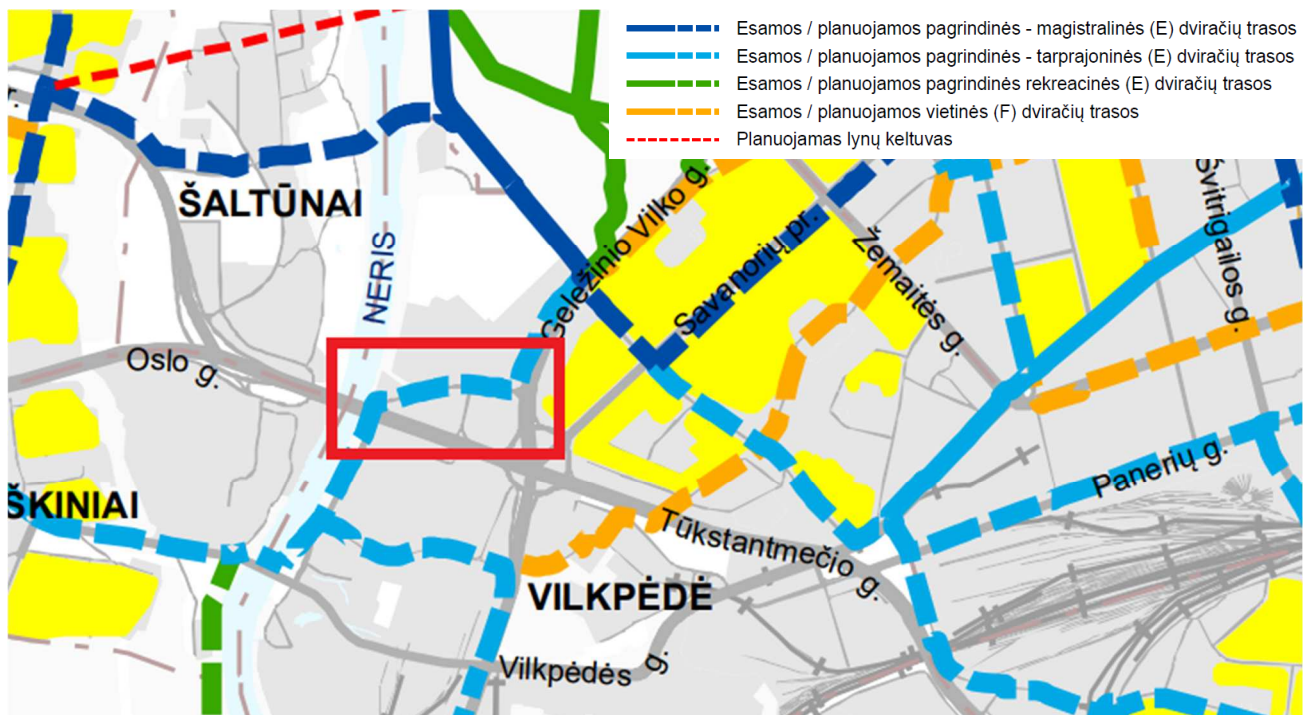 Esamos / planuojamos pagrindinės - magistralinės (E) dviračių trasos
Esamos / planuojamos pagrindinės - tarprajoninės (E) dviračių trasos
Esamos / planuojamos pagrindinės rekreacinės (E) dviračių trasos
Esamos / planuojamos vietinės (F) dviračių trasos
Planuojamas lynų keltuvas
ŠALTŪNAI
NERIS
Geležinio Vilko g.
Savanorių pr.
Žemaitės g.
Švitrigailos g.
Oslo g.
Panerių g.
ŠKINIAI
Tūkstantmečio g.
VILKPĖDĖ
Vilkpėdės g.